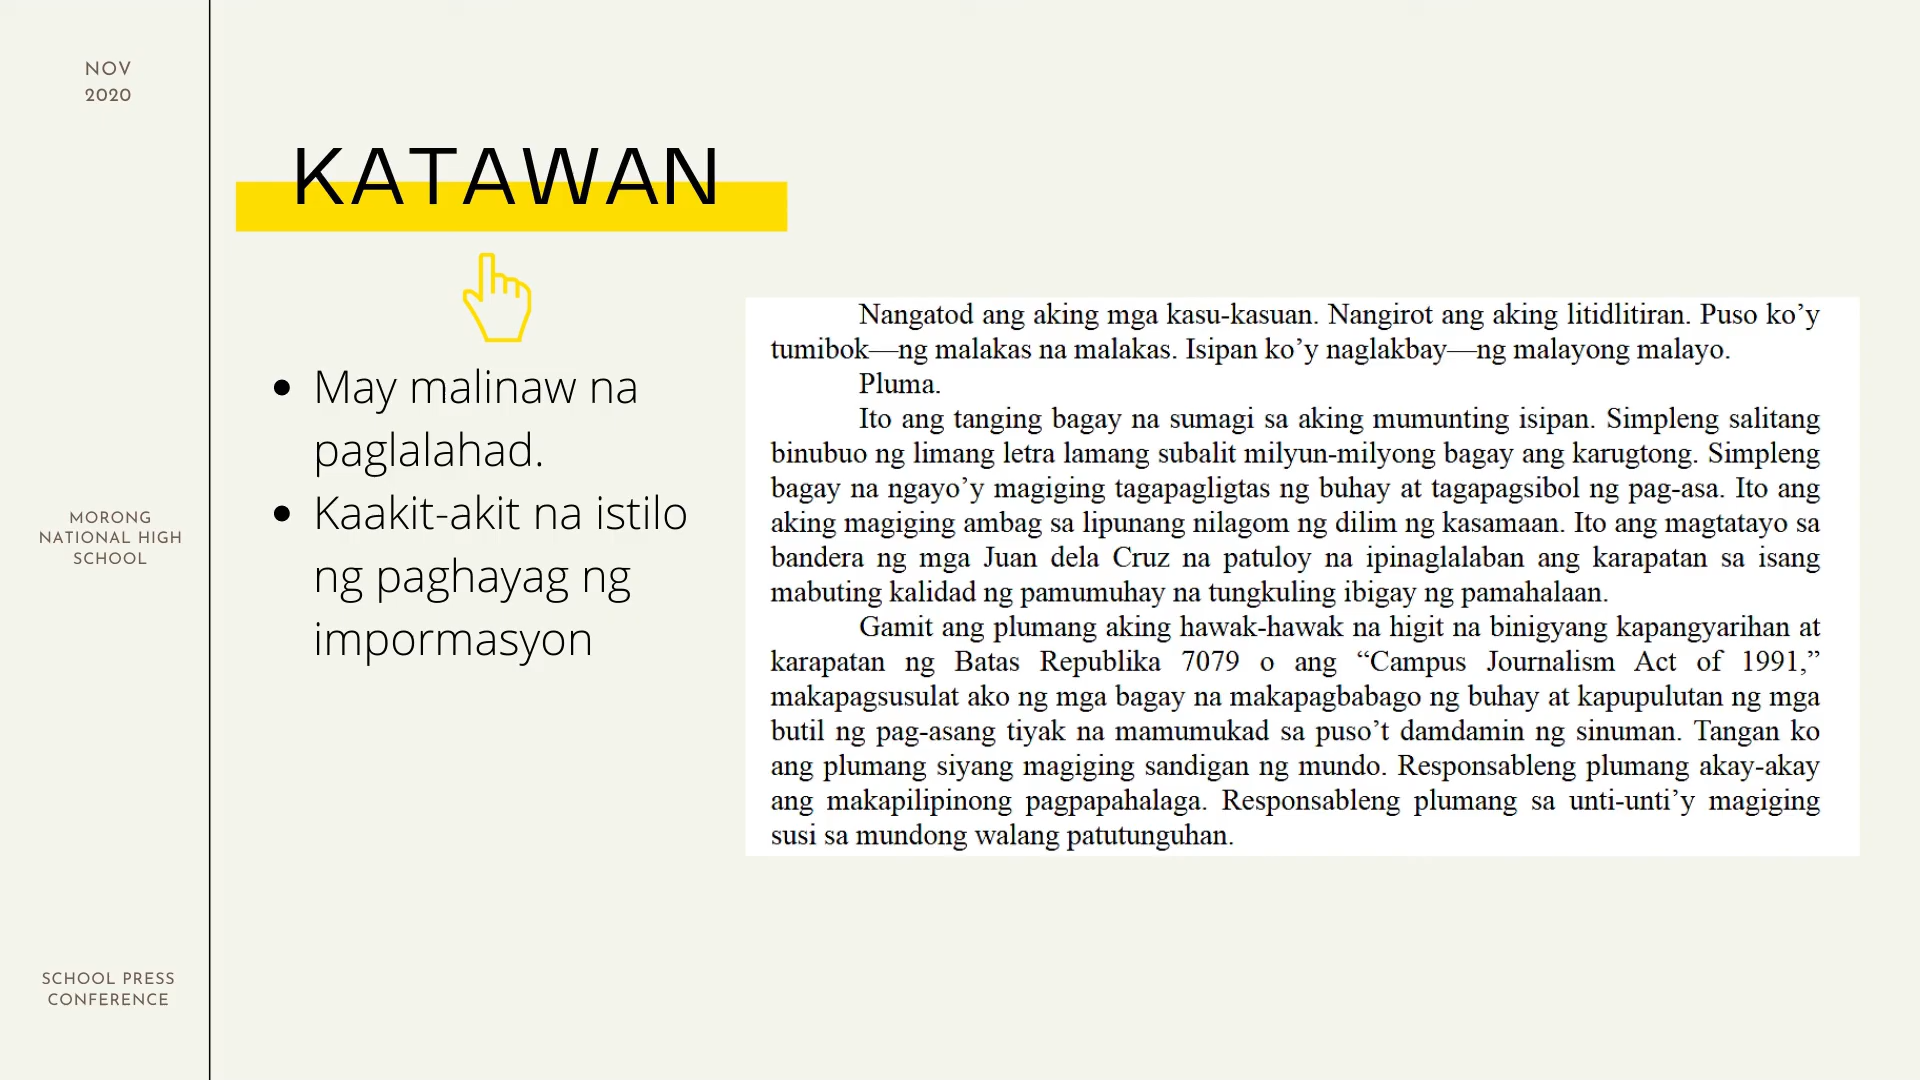 NOV
2020
MORONG
NATIONAL HIGH
SCHOOL
SCHOOL PRESS
CONFERENCE
KATAWAN
• May malinaw na
paglalahad.
• Kaakit-akit na istilo
ng paghayag ng
impormasyon
Nangatod ang aking mga kasu-kasuan. Nangirot ang aking litidlitiran. Puso ko’y
tumibok—ng malakas na malakas. Isipan ko’y naglakbay—ng malayong malayo.
Pluma.
Ito ang tanging bagay na sumagi sa aking mumunting isipan. Simpleng salitang
binubuo ng limang letra lamang subalit milyun-milyong bagay ang karugtong. Simpleng
bagay na ngayo’y magiging tagapagligtas ng buhay at tagapagsibol ng pag-asa. Ito ang
aking magiging ambag sa lipunang nilagom ng dilim ng kasamaan. Ito ang magtatayo sa
bandera ng mga Juan dela Cruz na patuloy na ipinaglalaban ang karapatan sa isang
mabuting kalidad ng pamumuhay na tungkuling ibigay ng pamahalaan.
Gamit ang plumang aking hawak-hawak na higit na binigyang kapangyarihan at
karapatan ng Batas Republika 7079 o ang “Campus Journalism Act of 1991,”
makapagsusulat ako ng mga bagay na makapagbabago ng buhay at kapupulutan ng mga
butil ng pag-asang tiyak na mamumukad sa puso’t damdamin ng sinuman. Tangan ko
ang plumang siyang magiging sandigan ng mundo. Responsableng plumang akay-akay
ang makapilipinong pagpapahalaga. Responsableng plumang sa unti-unti’y magiging
susi sa mundong walang patutunguhan.